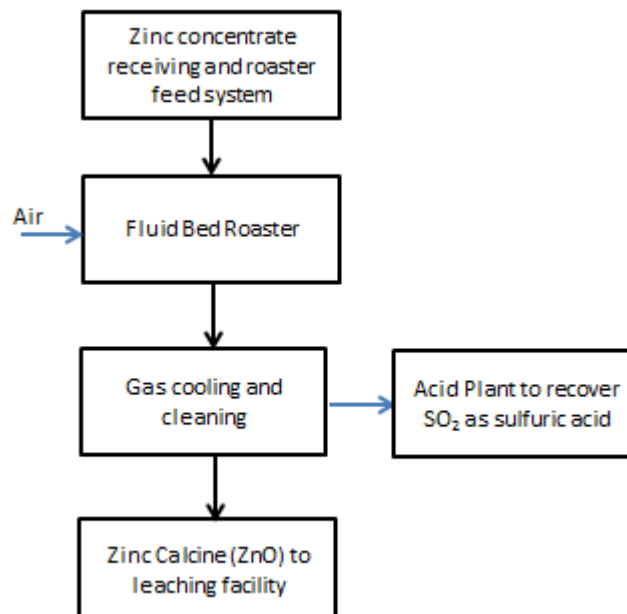 Zinc concentrate
receiving and roaster
feed system
Air
Fluid Bed Roaster
Gas cooling and
cleaning
Acid Plant to recover
SO₂ as sulfuric acid
Zinc Calcine (ZnO) to
leaching facility